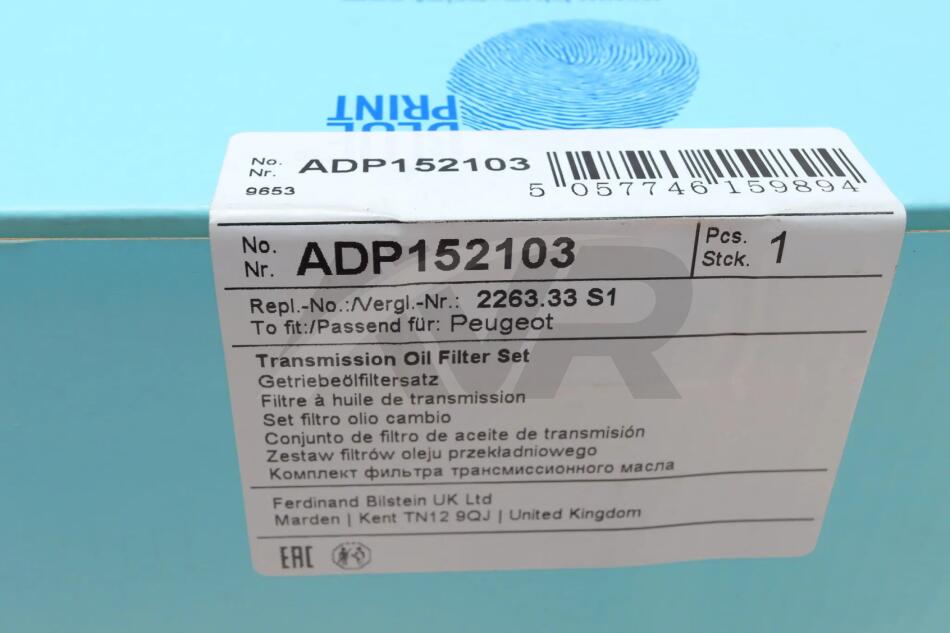 BLUE
PRINT
No.
Nr.
ADP152103
9653
5 057746 159894
No.
Nr.
ADP152103
Pcs.
Stck.
1
Repl.-No.:/Vergl.-Nr.: 2263.33 S1
To fit:/Passend für: Peugeot
Transmission Oil Filter Set
Getriebeölfiltersatz
Filtre à huile de transmission
Set filtro olio cambio
Conjunto de filtro de aceite de transmisión
Zestaw filtrów oleju przekładniowego
Комплект фильтра трансмиссионного масла
Ferdinand Bilstein UK Ltd
Marden | Kent TN12 9QJ | United Kingdom
EAC
VR